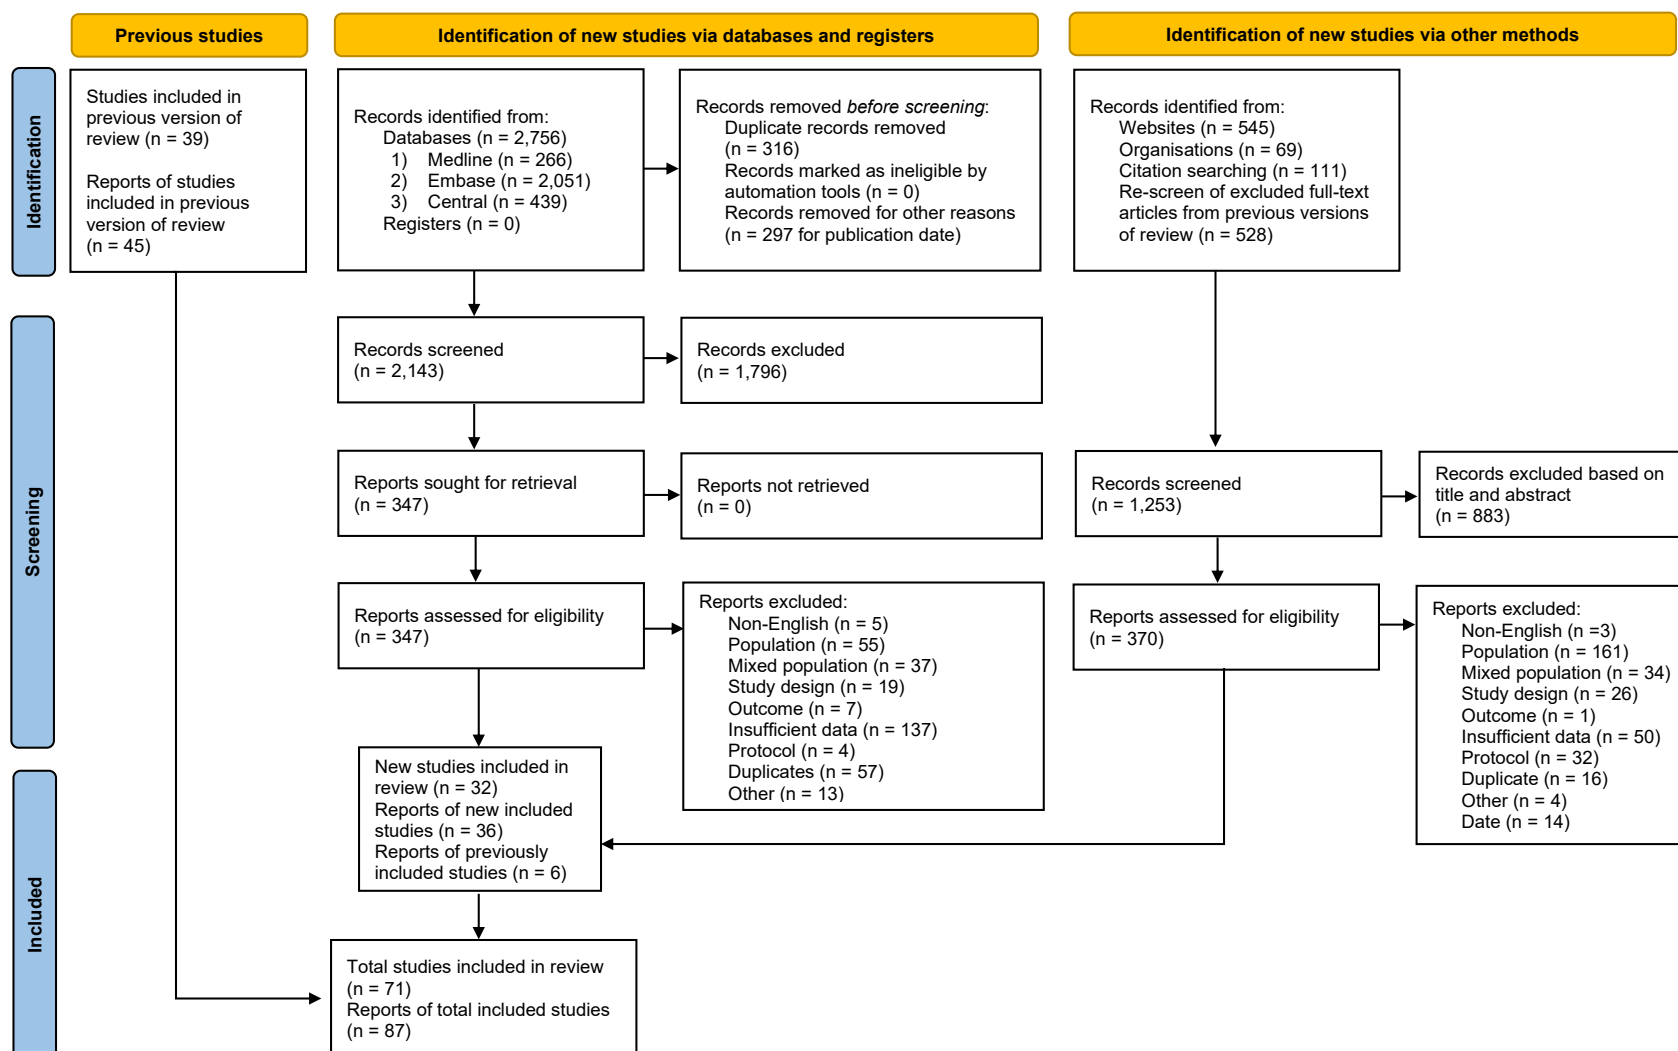 Previous studies
Identification of new studies via databases and registers
Identification of new studies via other methods
Identification
Studies included in
previous version of
review (n = 39)
Reports of studies
included in previous
version of review
(n = 45)
Records identified from:
Databases (n = 2,756)
1) Medline (n = 266)
2) Embase (n = 2,051)
3) Central (n = 439)
Registers (n = 0)
Records removed before screening:
Duplicate records removed
(n = 316)
Records marked as ineligible by
automation tools (n = 0)
Records removed for other reasons
(n = 297 for publication date)
Records identified from:
Websites (n = 545)
Organisations (n = 69)
Citation searching (n = 111)
Re-screen of excluded full-text
articles from previous versions
of review (n = 528)
Screening
Records screened
(n = 2,143)
Records excluded
(n = 1,796)
Reports sought for retrieval
(n = 347)
Reports not retrieved
(n = 0)
Records screened
(n = 1,253)
Records excluded based on
title and abstract
(n = 883)
Reports assessed for eligibility
(n = 347)
Reports excluded:
Non-English (n = 5)
Population (n = 55)
Mixed population (n = 37)
Study design (n = 19)
Outcome (n = 7)
Insufficient data (n = 137)
Protocol (n = 4)
Duplicates (n = 57)
Other (n = 13)
Reports assessed for eligibility
(n = 370)
Reports excluded:
Non-English (n =3)
Population (n = 161)
Mixed population (n = 34)
Study design (n = 26)
Outcome (n = 1)
Insufficient data (n = 50)
Protocol (n = 32)
Duplicate (n = 16)
Other (n = 4)
Date (n = 14)
Included
New studies included in
review (n = 32)
Reports of new included
studies (n = 36)
Reports of previously
included studies (n = 6)
Total studies included in review
(n = 71)
Reports of total included studies
(n = 87)